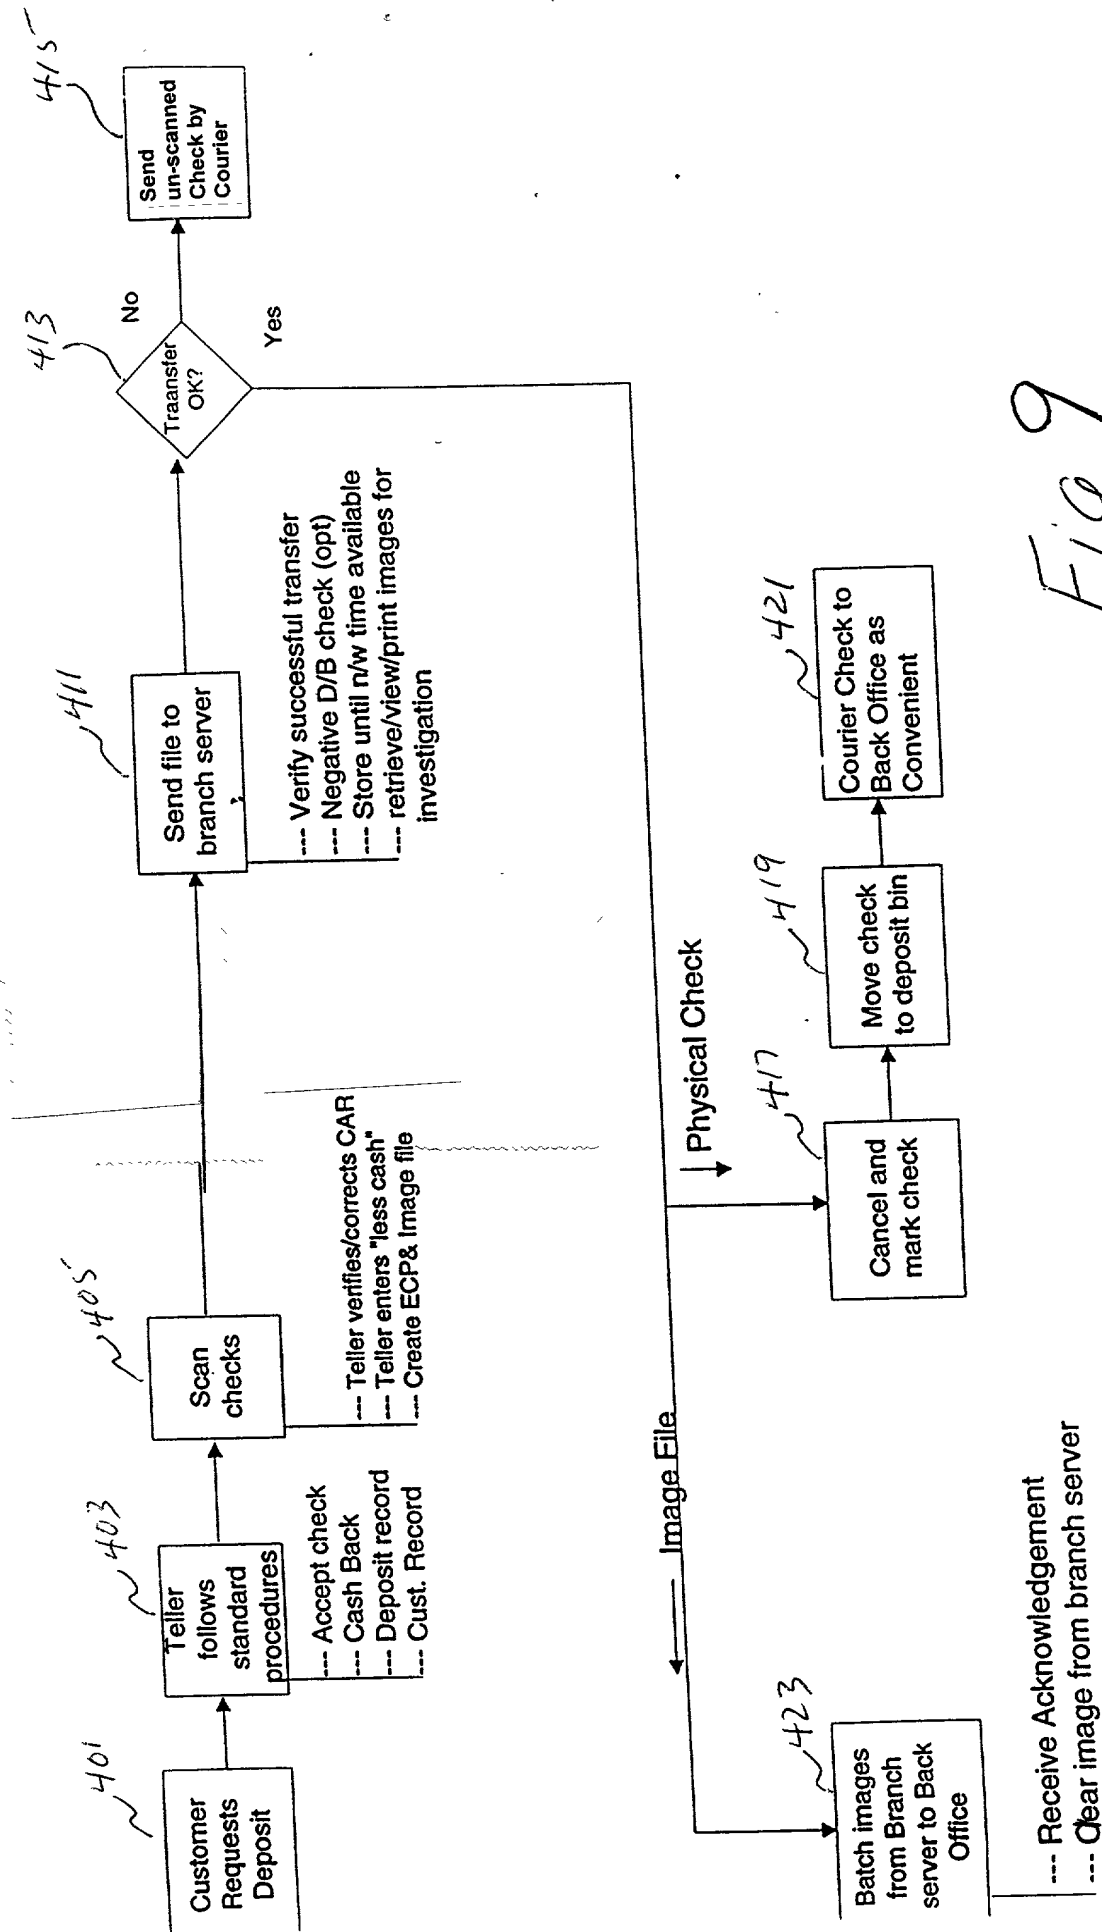 401
Customer
Requests
Deposit
403
Teller
follows
standard
procedures
--- Accept check
--- Cash Back
--- Deposit record
--- Cust. Record
405
Scan
checks
--- Teller verifies/corrects CAR
--- Teller enters "less cash"
--- Create ECP& Image file
411
Send file to
branch server
--- Verify successful transfer
--- Negative D/B check (opt)
--- Store until n/w time available
--- retrieve/view/print images for
investigation
413
Traansfer
OK?
No
Yes
415
Send
un-scanned
Check by
Courier
Image File
Physical Check
417
Cancel and
mark check
419
Move check
to deposit bin
421
Courier Check to
Back Office as
Convenient
423
Batch images
from Branch
server to Back
Office
--- Receive Acknowledgement
--- Clear image from branch server
Fig 9